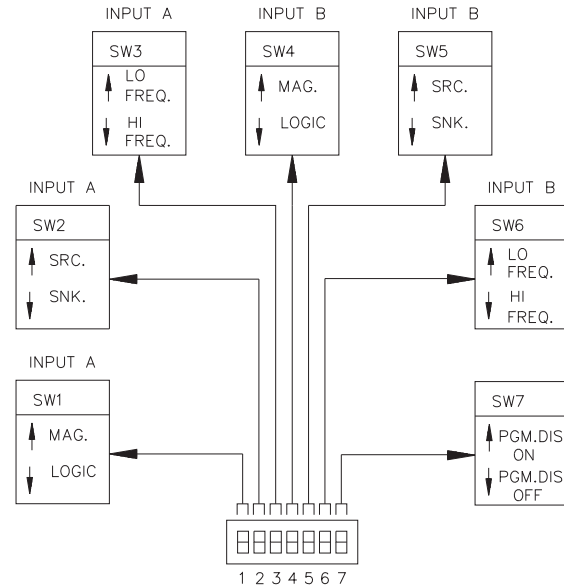 INPUT A
SW3
LO
FREQ.
HI
FREQ.
INPUT B
SW4
MAG.
LOGIC
INPUT B
SW5
SRC.
SNK.
INPUT A
SW2
SRC.
SNK.
INPUT B
SW6
LO
FREQ.
HI
FREQ.
INPUT A
SW1
MAG.
LOGIC
SW7
PGM.DIS
ON
PGM.DIS
OFF
1 2 3 4 5 6 7